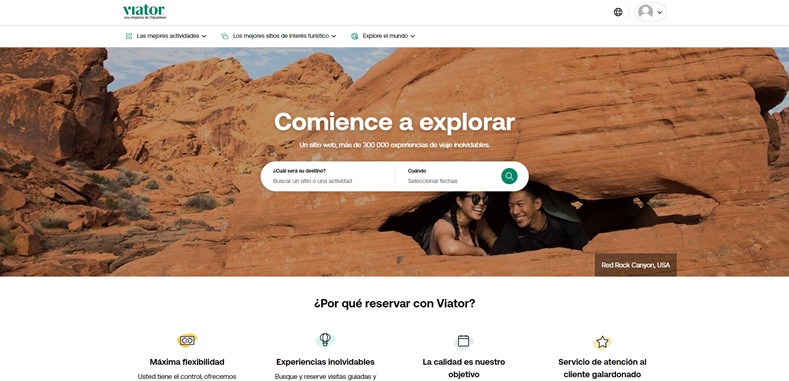 viator
una empresa de Tripadvisor
Las mejores actividades
Los mejores sitios de interés turístico
Explore el mundo
Comience a explorar
Un sitio web, más de 300 000 experiencias de viaje inolvidables.
¿Cuál será su destino?
Buscar un sitio o una actividad
Cuándo
Seleccionar fechas
Red Rock Canyon, USA
¿Por qué reservar con Viator?
Máxima flexibilidad
Usted tiene el control; ofrecemos
Experiencias inolvidables
Busque y reserve visitas guiadas y
La calidad es nuestro
objetivo
Servicio de atención al
cliente galardonado